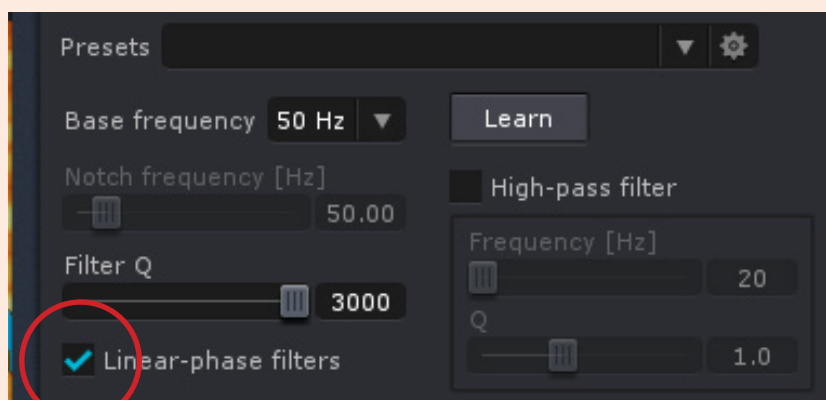 Presets
Base frequency 50 Hz Learn
Notch frequency [Hz]
50.00
High-pass filter
Filter Q
3000
Frequency [Hz]
20
Q
1.0
Linear-phase filters